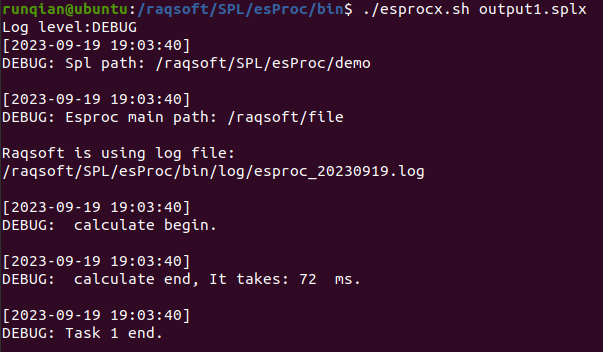 runqian@ubuntu:/raqsoft/SPL/esProc/bin$ ./esprocx.sh output1.splx
Log level:DEBUG
[2023-09-19 19:03:40]
DEBUG: Spl path: /raqsoft/SPL/esProc/demo
[2023-09-19 19:03:40]
DEBUG: Esproc main path: /raqsoft/file
Raqsoft is using log file:
/raqsoft/SPL/esProc/bin/log/esproc_20230919.log
[2023-09-19 19:03:40]
DEBUG:  calculate begin.
[2023-09-19 19:03:40]
DEBUG:  calculate end, It takes: 72  ms.
[2023-09-19 19:03:40]
DEBUG: Task 1 end.